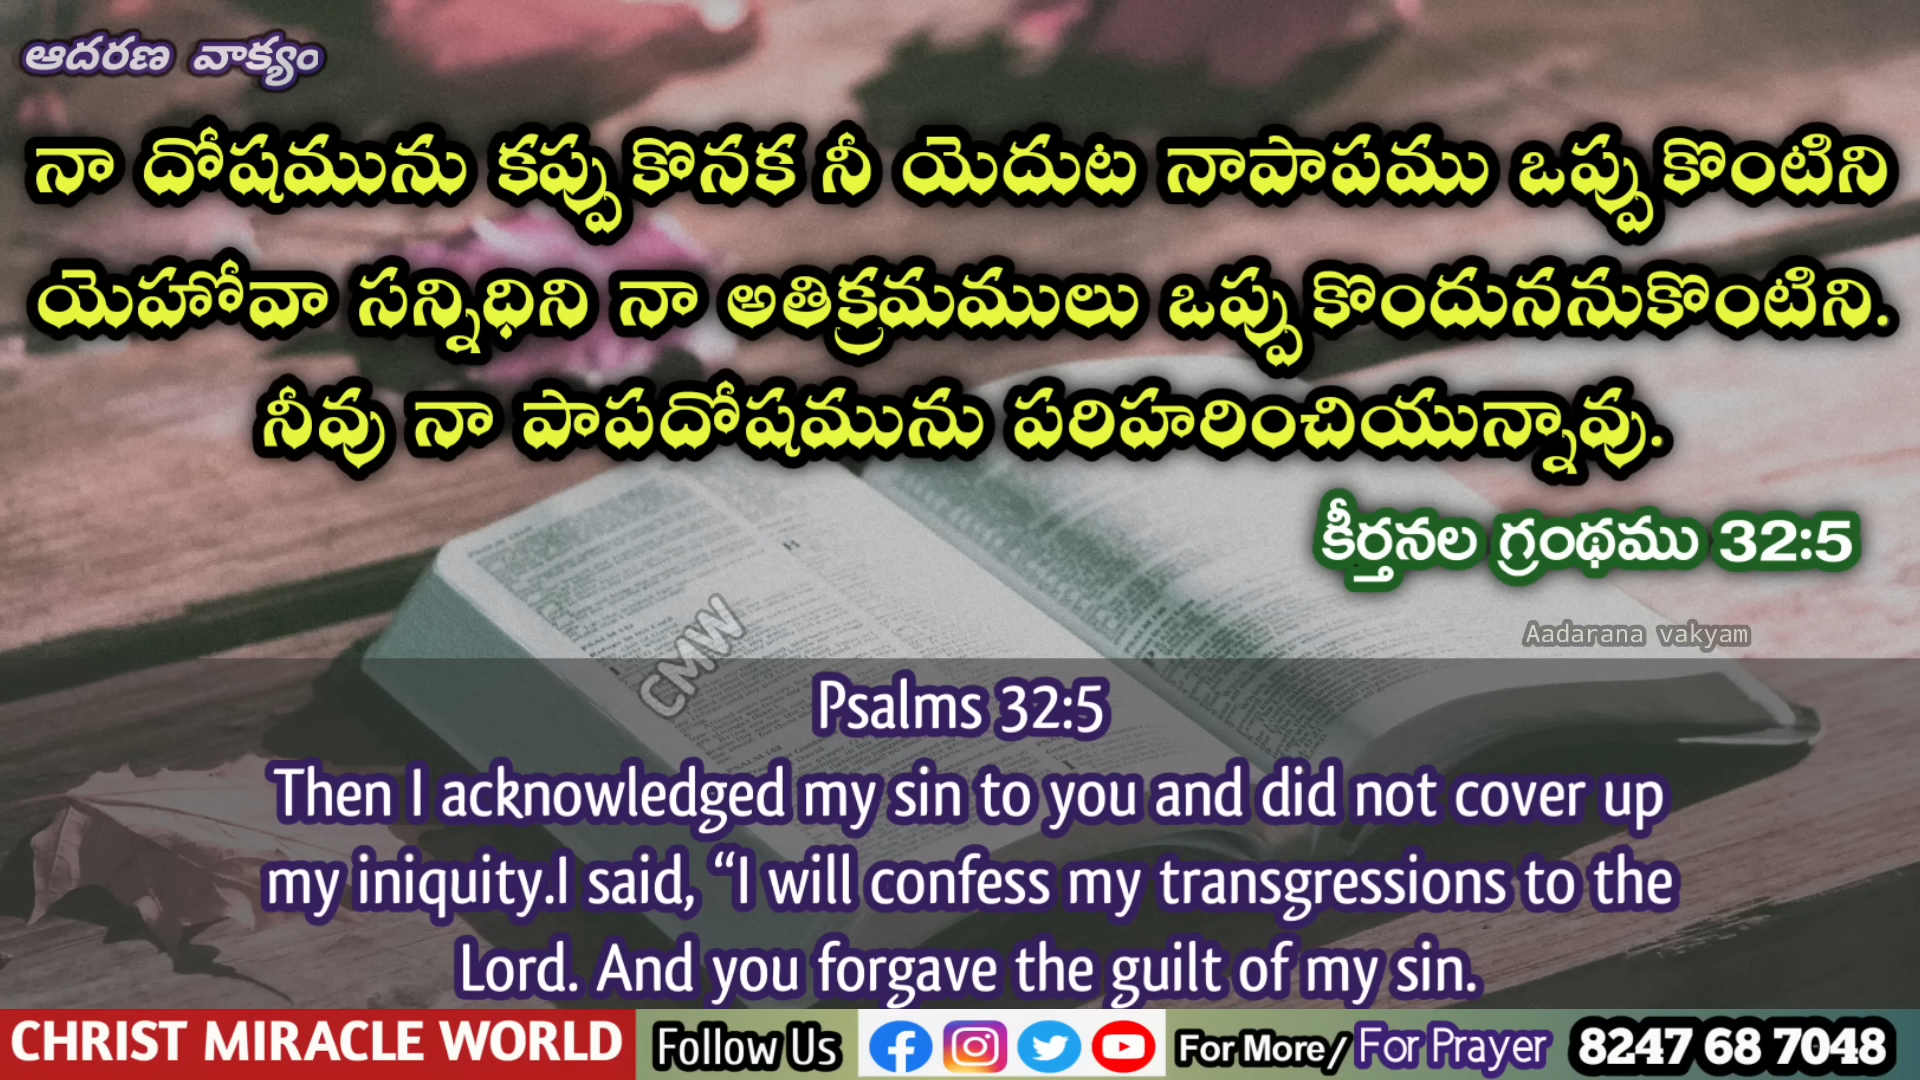 ఆదరణ వాక్యం
నా దోషమును కప్పుకొనక నీ యెదుట నాపాపము ఒప్పుకొంటిని
యెహోవా సన్నిధిని నా అతిక్రమములు ఒప్పుకొందుననుకొంటిని.
నీవు నా పాపదోషమును పరిహరించియున్నావు.
కీర్తనల గ్రంథము 32:5
Aadarana vakyam
CMW
Psalms 32:5
Then I acknowledged my sin to you and did not cover up
my iniquity.I said, “I will confess my transgressions to the
Lord. And you forgave the guilt of my sin.
CHRIST MIRACLE WORLD Follow Us For More/ For Prayer 8247 68 7048